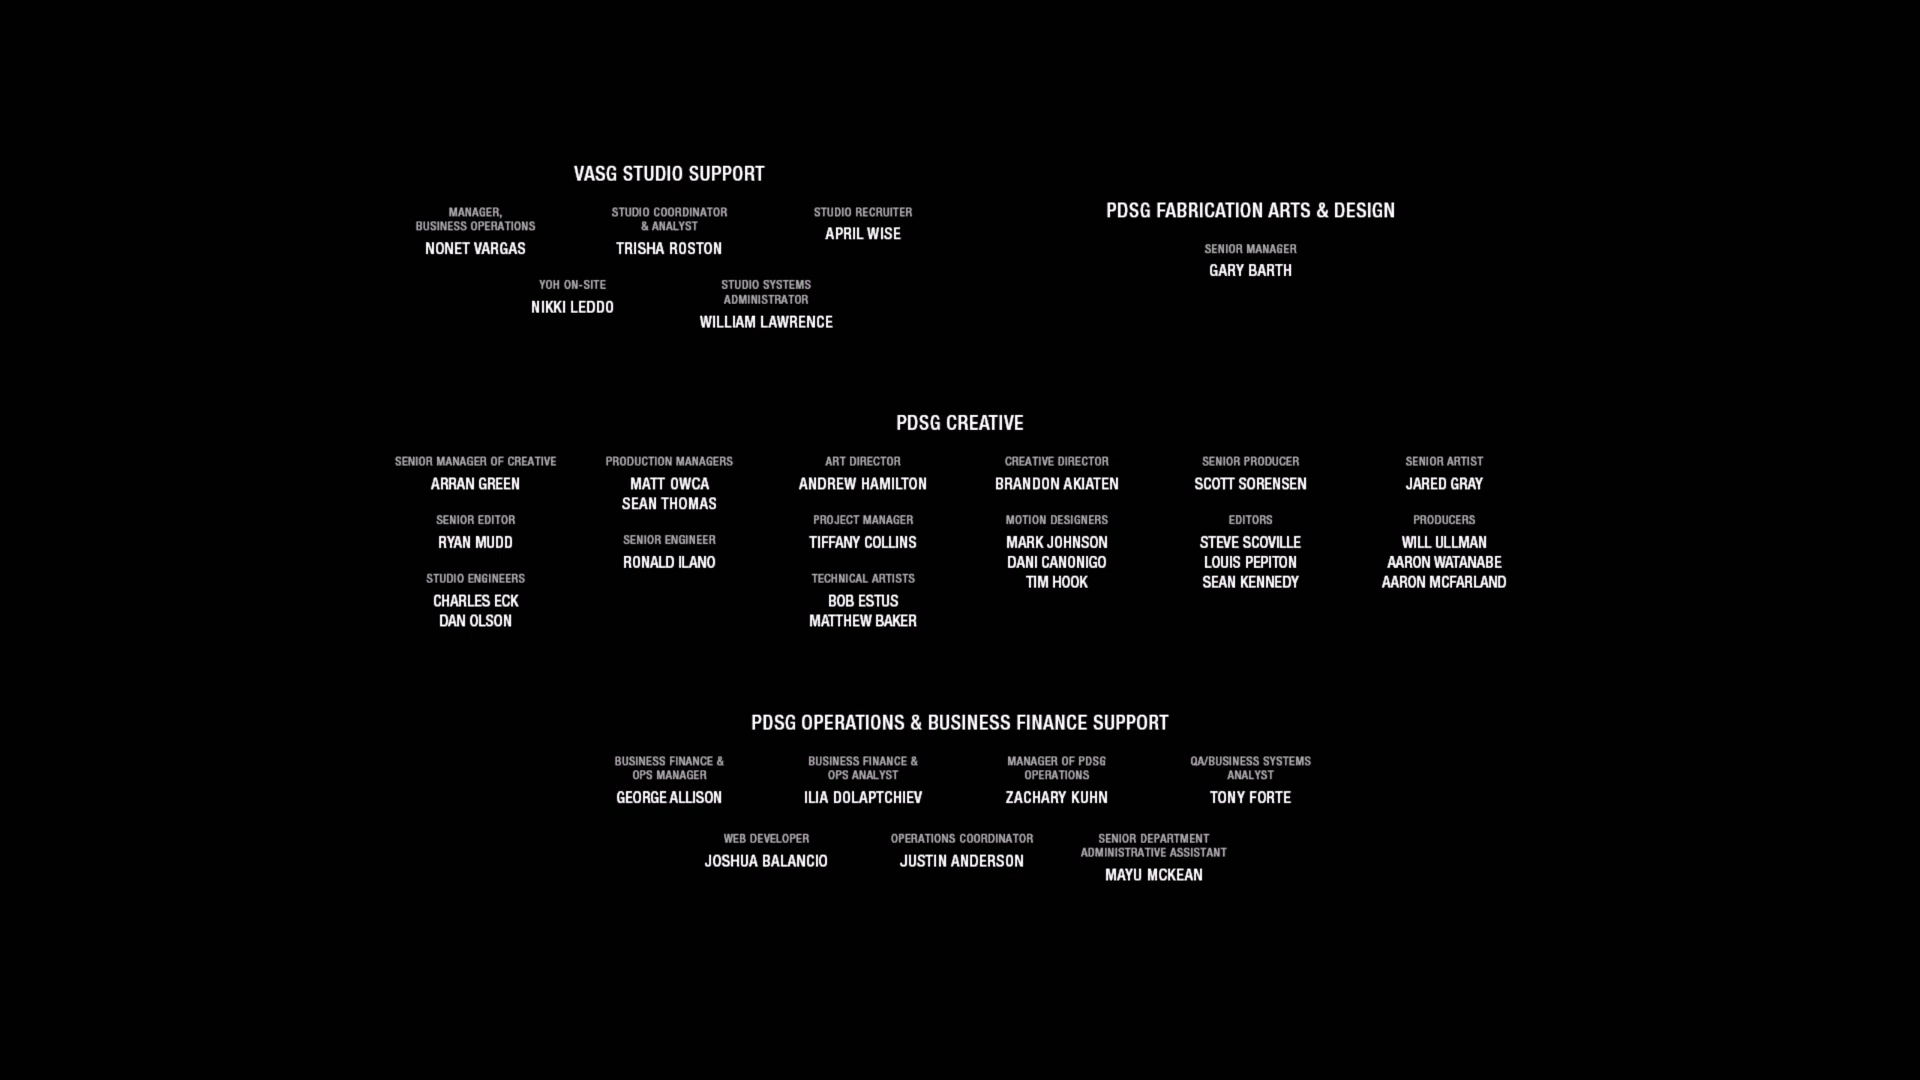 VASG STUDIO SUPPORT
MANAGER,
BUSINESS OPERATIONS
NONET VARGAS
STUDIO COORDINATOR
& ANALYST
TRISHA ROSTON
STUDIO RECRUITER
APRIL WISE
YOH ON-SITE
NIKKI LEDDO
STUDIO SYSTEMS
ADMINISTRATOR
WILLIAM LAWRENCE
PDSG FABRICATION ARTS & DESIGN
SENIOR MANAGER
GARY BARTH
PDSG CREATIVE
SENIOR MANAGER OF CREATIVE
ARRAN GREEN
SENIOR EDITOR
RYAN MUDD
STUDIO ENGINEERS
CHARLES ECK
DAN OLSON
PRODUCTION MANAGERS
MATT OWCA
SEAN THOMAS
SENIOR ENGINEER
RONALD ILANO
ART DIRECTOR
ANDREW HAMILTON
PROJECT MANAGER
TIFFANY COLLINS
TECHNICAL ARTISTS
BOB ESTUS
MATTHEW BAKER
CREATIVE DIRECTOR
BRANDON AKIATEN
MOTION DESIGNERS
MARK JOHNSON
DANI CANONIGO
TIM HOOK
SENIOR PRODUCER
SCOTT SORENSEN
EDITORS
STEVE SCOVILLE
LOUIS PEPITON
SEAN KENNEDY
SENIOR ARTIST
JARED GRAY
PRODUCERS
WILL ULLMAN
AARON WATANABE
AARON MCFARLAND
PDSG OPERATIONS & BUSINESS FINANCE SUPPORT
BUSINESS FINANCE &
OPS MANAGER
GEORGE ALLISON
BUSINESS FINANCE &
OPS ANALYST
ILIA DOLAPTCHIEV
MANAGER OF PDSG
OPERATIONS
ZACHARY KUHN
QA/BUSINESS SYSTEMS
ANALYST
TONY FORTE
WEB DEVELOPER
JOSHUA BALANCIO
OPERATIONS COORDINATOR
JUSTIN ANDERSON
SENIOR DEPARTMENT
ADMINISTRATIVE ASSISTANT
MAYU MCKEAN